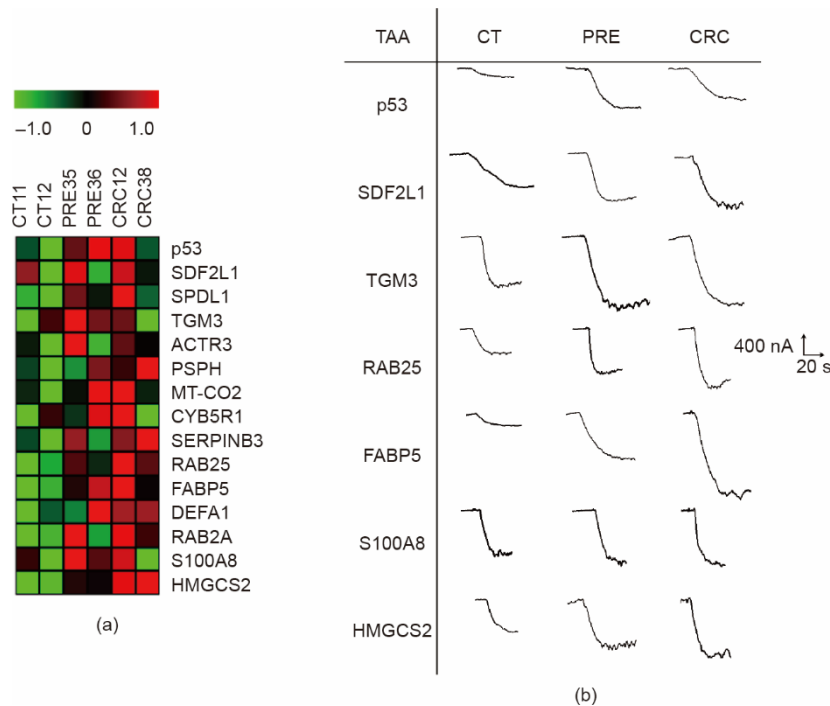 −1.0 0 1.0
CT11 CT12 PRE35 PRE36 CRC12 CRC38
p53
SDF2L1
SPDL1
TGM3
ACTR3
PSPH
MT-CO2
CYB5R1
SERPINB3
RAB25
FABP5
DEFA1
RAB2A
S100A8
HMGCS2
(a)
TAA CT PRE CRC
p53
SDF2L1
TGM3
RAB25
400 nA
20 s
FABP5
S100A8
HMGCS2
(b)